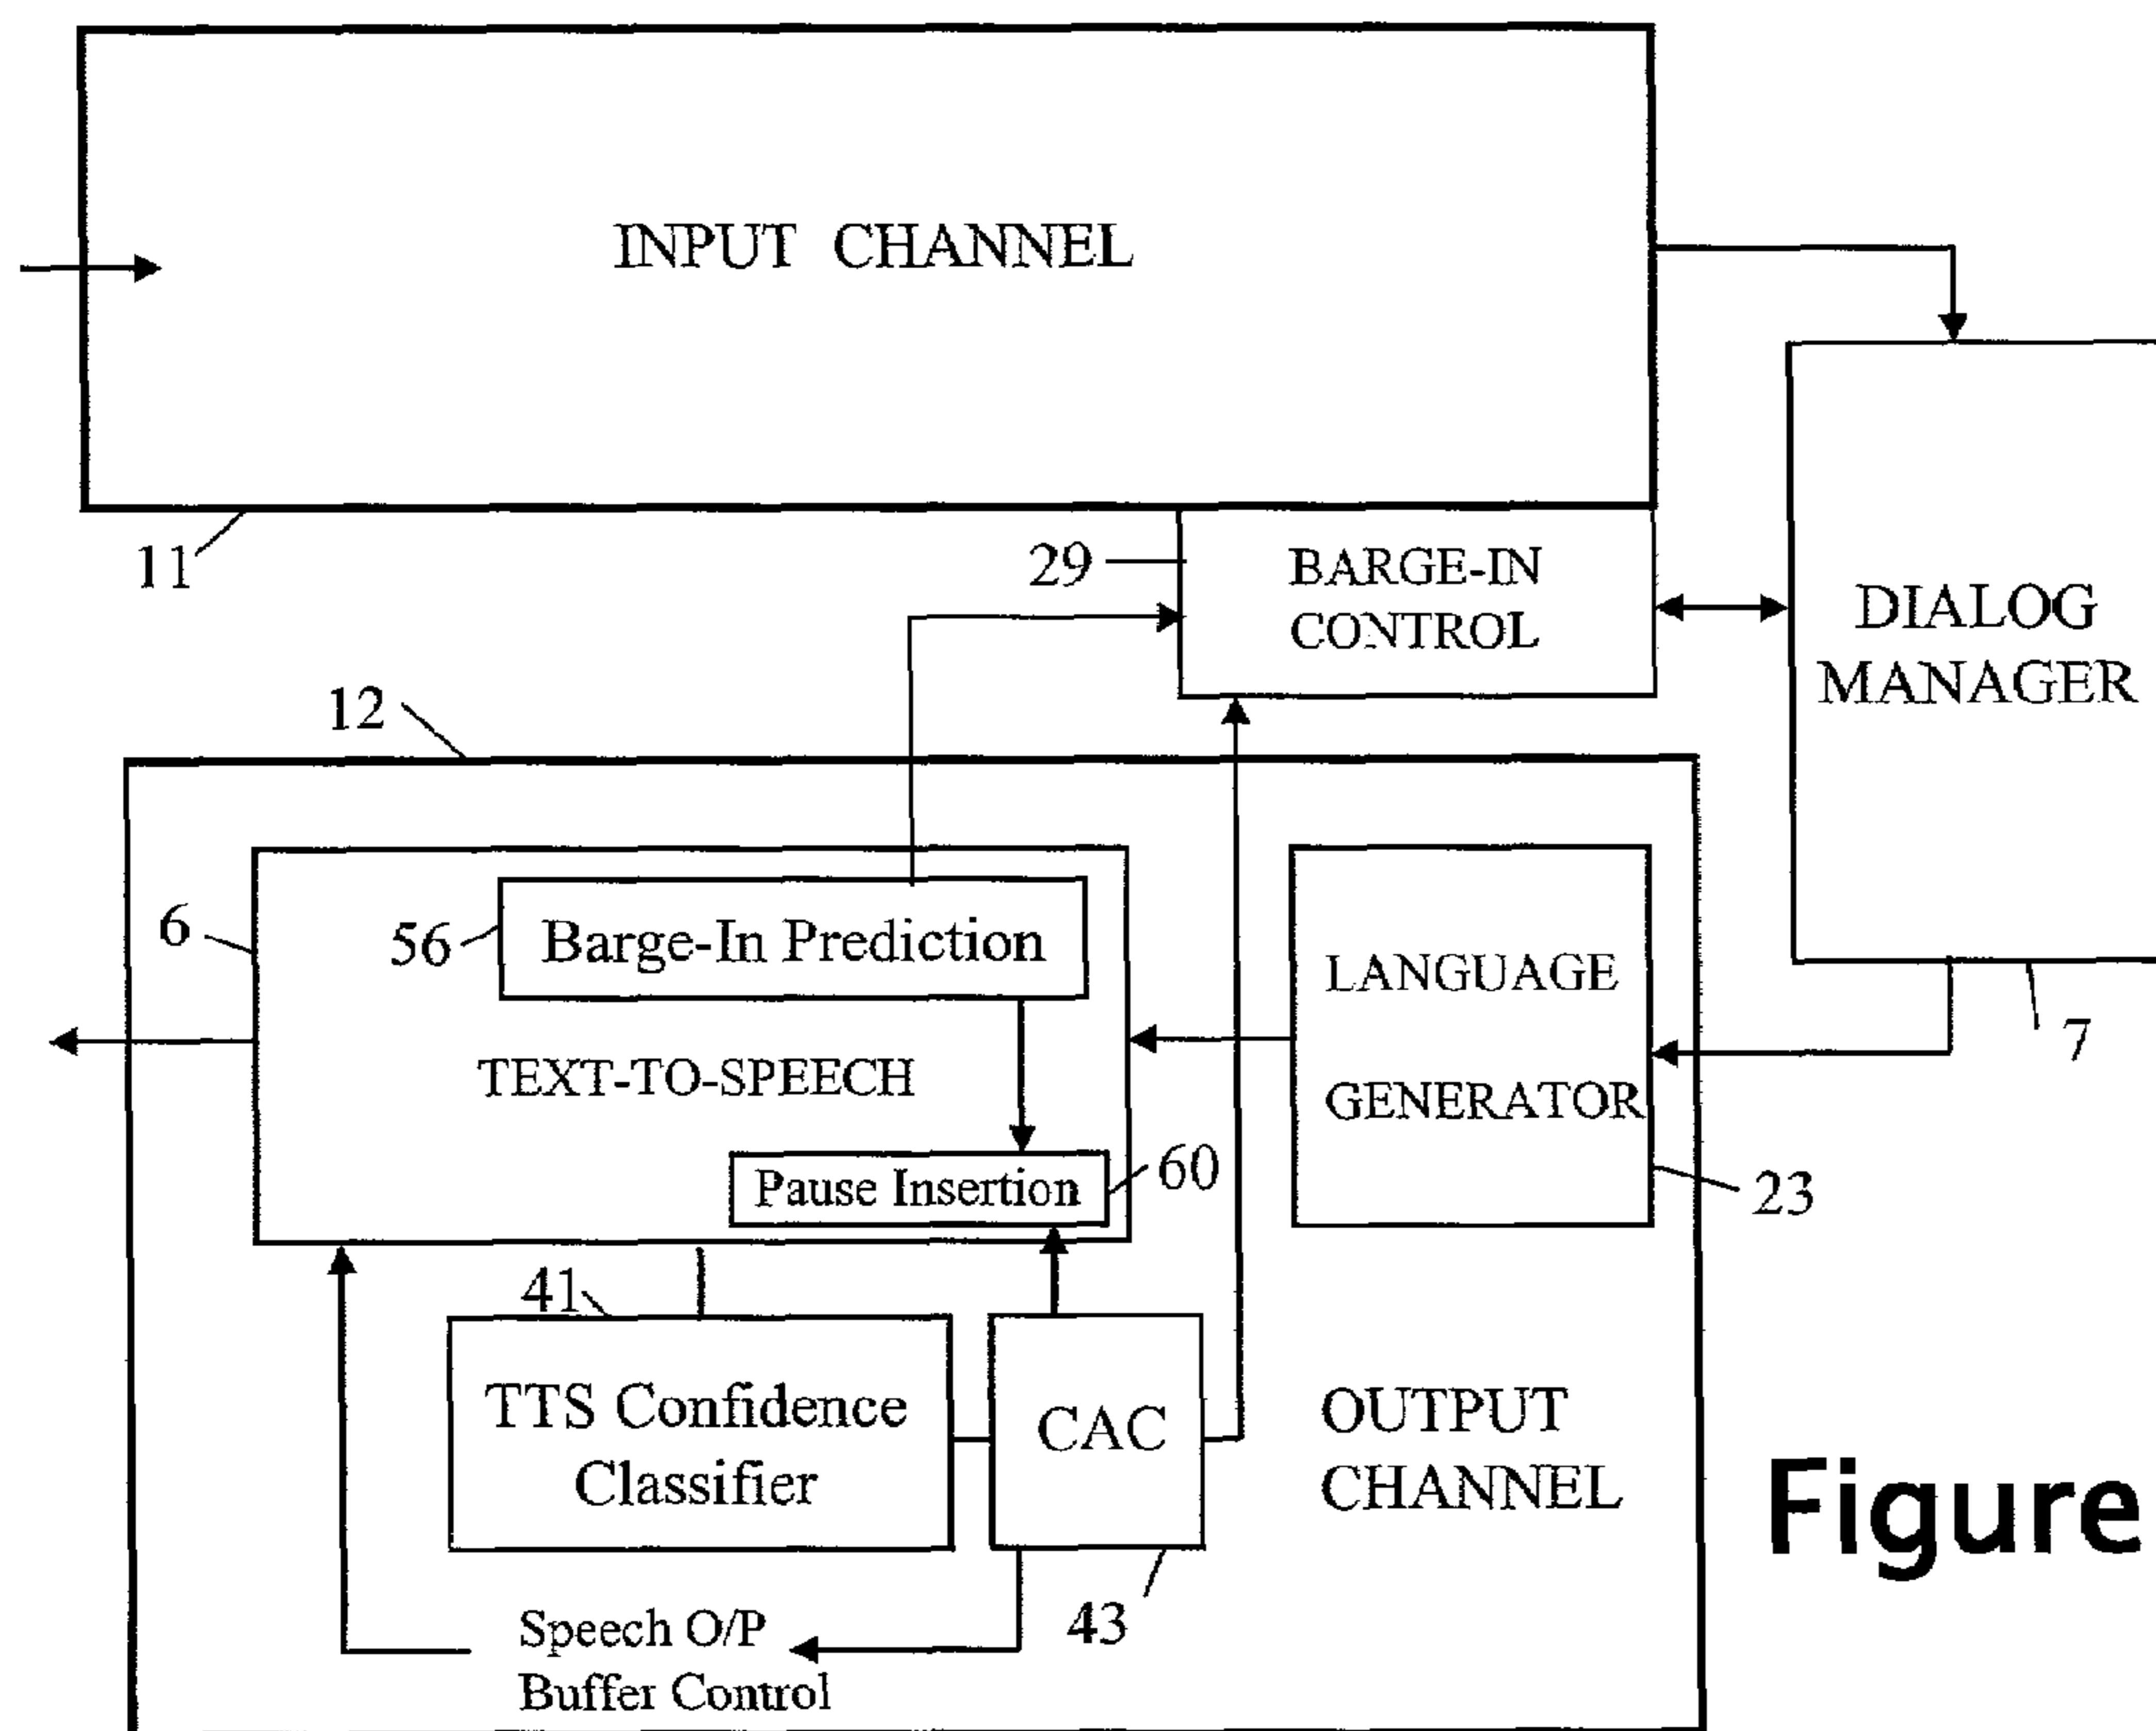 INPUT CHANNEL
11
29
BARGE-IN
CONTROL
DIALOG
MANAGER
12
6
56
Barge-In Prediction
LANGUAGE
GENERATOR
7
TEXT-TO-SPEECH
Pause Insertion
60
23
41
TTS Confidence
Classifier
CAC
OUTPUT
CHANNEL
43
Speech O/P
Buffer Control
Figure